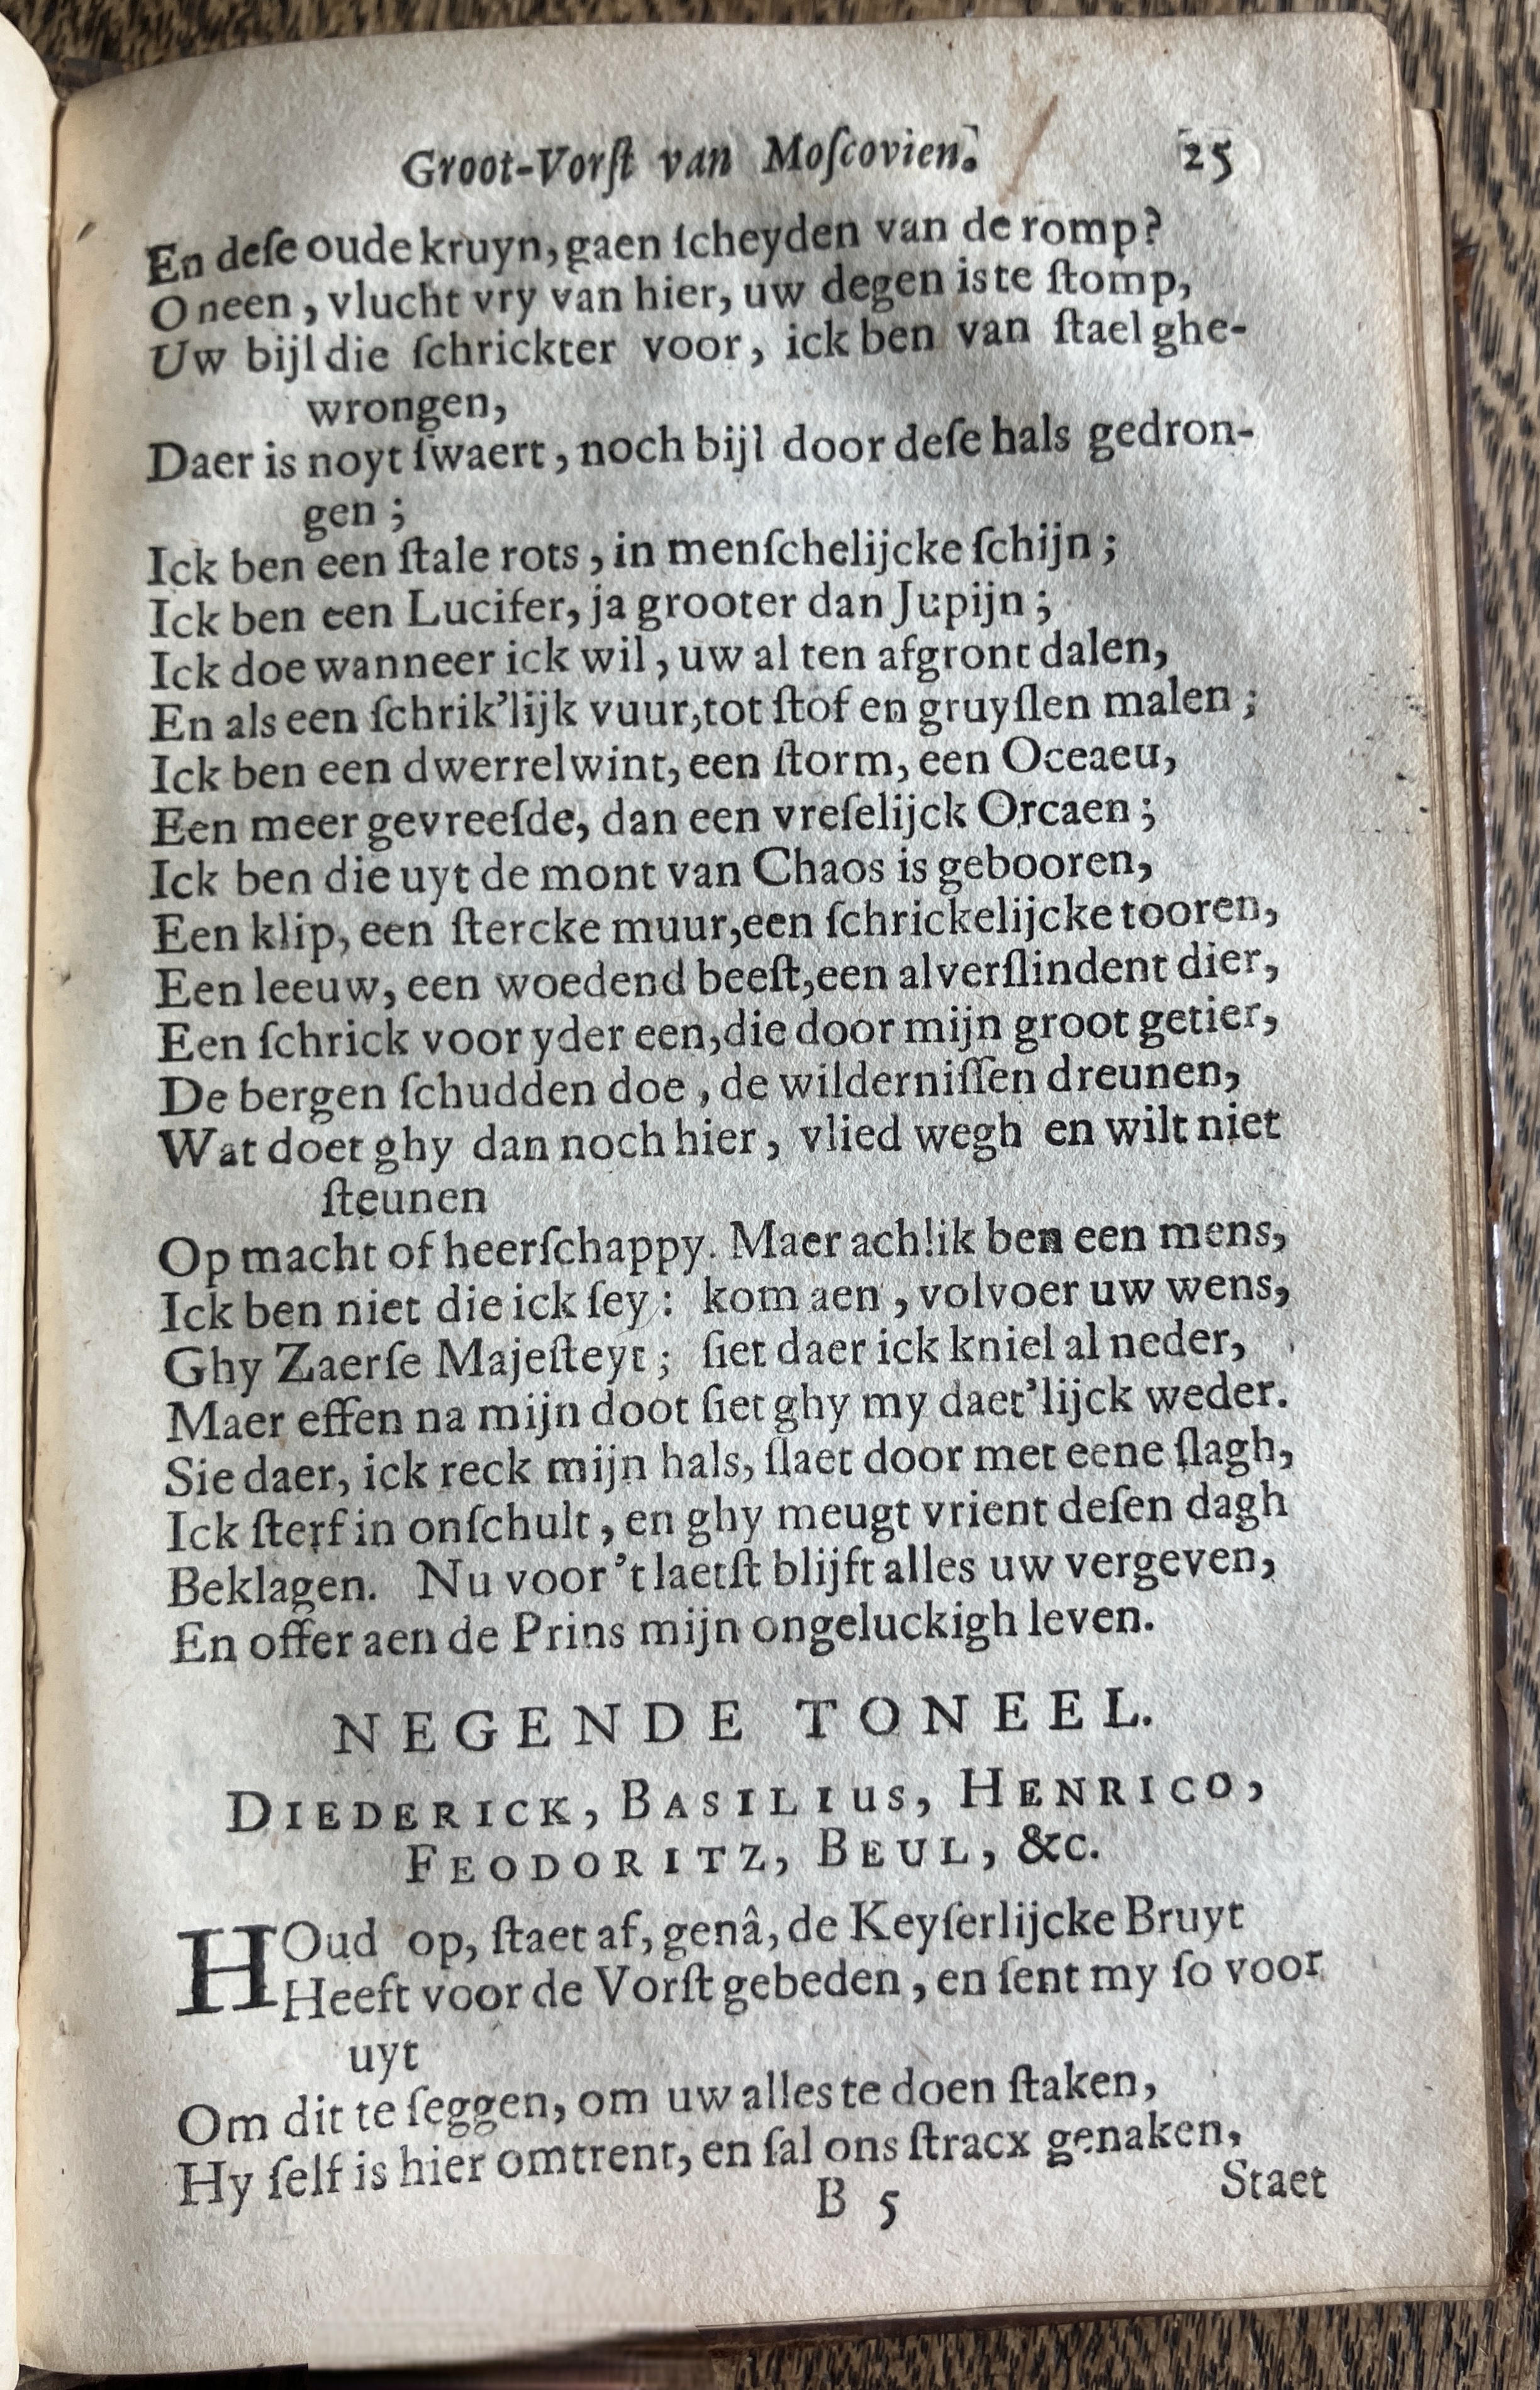 Groot-Vorſt van Moſcovien. 25
En deſe oude kruyn, gaen ſcheyden van de romp?
O neen, vlucht vry van hier, uw degen is te ſtomp,
Uw bijl die ſchrickter voor, ick ben van ſtael ghe-
wrongen,
Daer is noyt ſwaert, noch bijl door deſe hals gedron-
gen;
Ick ben een ſtale rots, in menſchelijcke ſchijn;
Ick ben een Lucifer, ja grooter dan Jupijn;
Ick doe wanneer ick wil, uw al ten afgront dalen,
En als een ſchrik'lijk vuur, tot ſtof en gruyſlen malen;
Ick ben een dwerrelwint, een ſtorm, een Oceaeu,
Een meer gevreeſde, dan een vreſelijck Orcaen;
Ick ben die uyt de mont van Chaos is gebooren,
Een klip, een ſtercke muur, een ſchrickelijcke tooren,
Een leeuw, een woedend beeſt, een alverſlindent dier,
Een ſchrick voor yder een, die door mijn groot getier,
De bergen ſchudden doe, de wilderniſſen dreunen,
Wat doet ghy dan noch hier, vlied wegh en wilt niet
ſteunen
Op macht of heerſchappy. Maer ach! ik ben een mens,
Ick ben niet die ick ſey: kom aen, volvoer uw wens,
Ghy Zaerſe Majeſteyt; ſiet daer ick kniel al neder,
Maer effen na mijn doot ſiet ghy my daet'lijck weder.
Sie daer, ick reck mijn hals, ſlaet door met eene ſlagh,
Ick ſterf in onſchult, en ghy meugt vrient deſen dagh
Beklagen. Nu voor 't laetſt blijft alles uw vergeven,
En offer aen de Prins mijn ongeluckigh leven.
NEGENDE TONEEL.
DIEDERICK, BASILIUS, HENRICO,
FEODORITZ, BEUL, &c.
HOud op, ſtaet af, genâ, de Keyſerlijcke Bruyt
Heeft voor de Vorſt gebeden, en ſent my ſo voor
uyt
Om dit te ſeggen, om uw alles te doen ſtaken,
Hy ſelf is hier omtrent, en ſal ons ſtracx genaken,
B 5 Staet